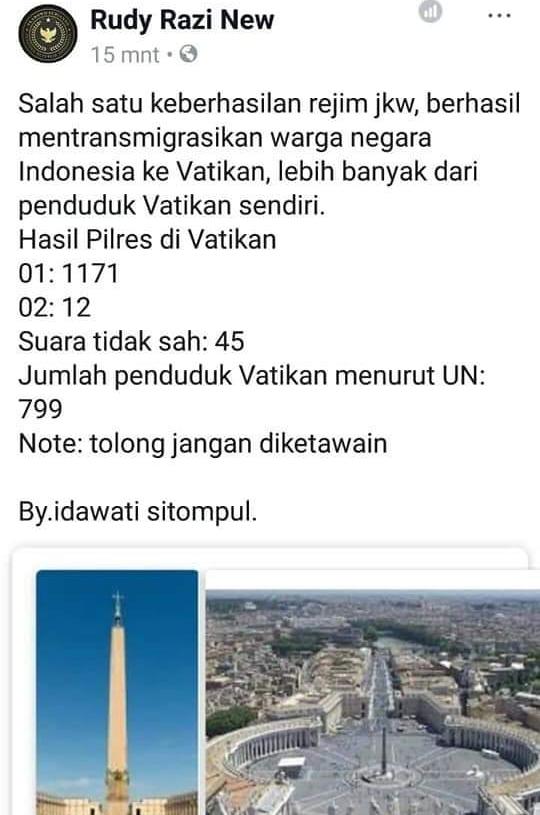 Rudy Razi New
15 mnt •
Salah satu keberhasilan rejim jkw, berhasil
mentransmigrasikan warga negara
Indonesia ke Vatikan, lebih banyak dari
penduduk Vatikan sendiri.
Hasil Pilres di Vatikan
01: 1171
02: 12
Suara tidak sah: 45
Jumlah penduduk Vatikan menurut UN:
799
Note: tolong jangan diketawain
By.idawati sitompul.